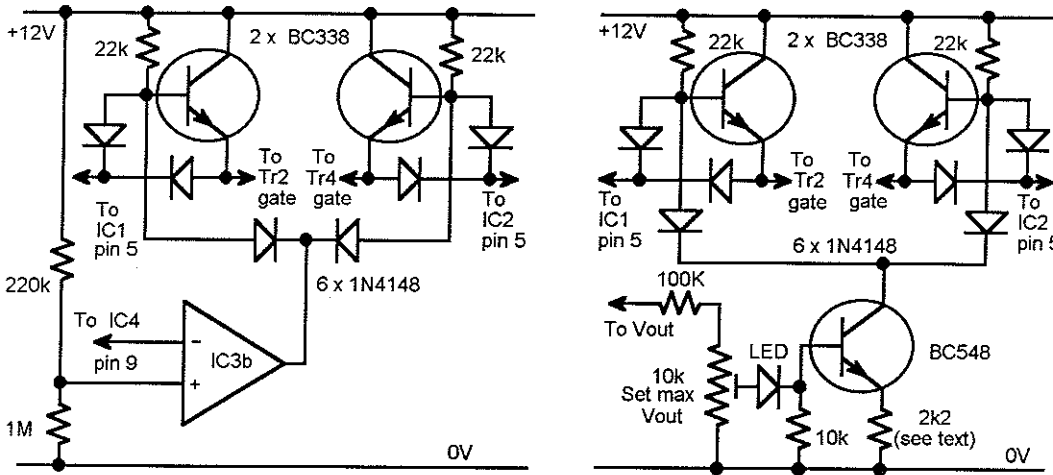 +12V
22k
2 x BC338
22k
To
IC1
pin 5
To
Tr2
gate
To
Tr4
gate
To
IC2
pin 5
220k
6 x 1N4148
To IC4
pin 9
IC3b
-
+
1M
0V
+12V
22k
2 x BC338
22k
To
IC1
pin 5
To
Tr2
gate
To
Tr4
gate
To
IC2
pin 5
6 x 1N4148
100K
To Vout
LED
BC548
10k
Set max
Vout
10k
2k2
(see text)
0V